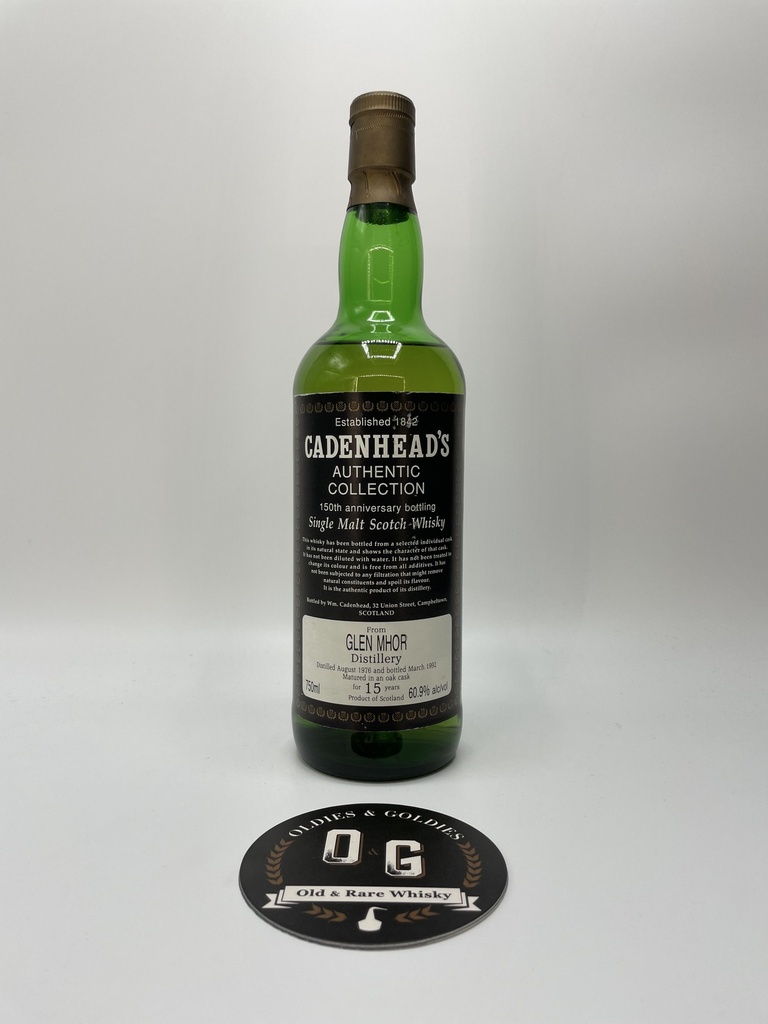 Established 1842
CADENHEAD'S
AUTHENTIC
COLLECTION
150th anniversary bottling
Single Malt Scotch Whisky
This whisky has been bottled from a selected individual cask
in its natural state and shows the character of that cask.
It has not been diluted with water. It has not been treated to
change its colour and is free from all additives. It has
not been subjected to any filtration that might remove
natural constituents and spoil its flavour.
It is the authentic product of its distillery.
Bottled by Wm. Cadenhead, 32 Union Street, Campbeltown,
SCOTLAND
From
GLEN MHOR
Distillery
Distilled August 1976 and bottled March 1992
Matured in an oak cask
750ml for 15 years 60.9% alc/vol
Product of Scotland
OLDIES & GOLDIES
O & G
Old & Rare Whisky